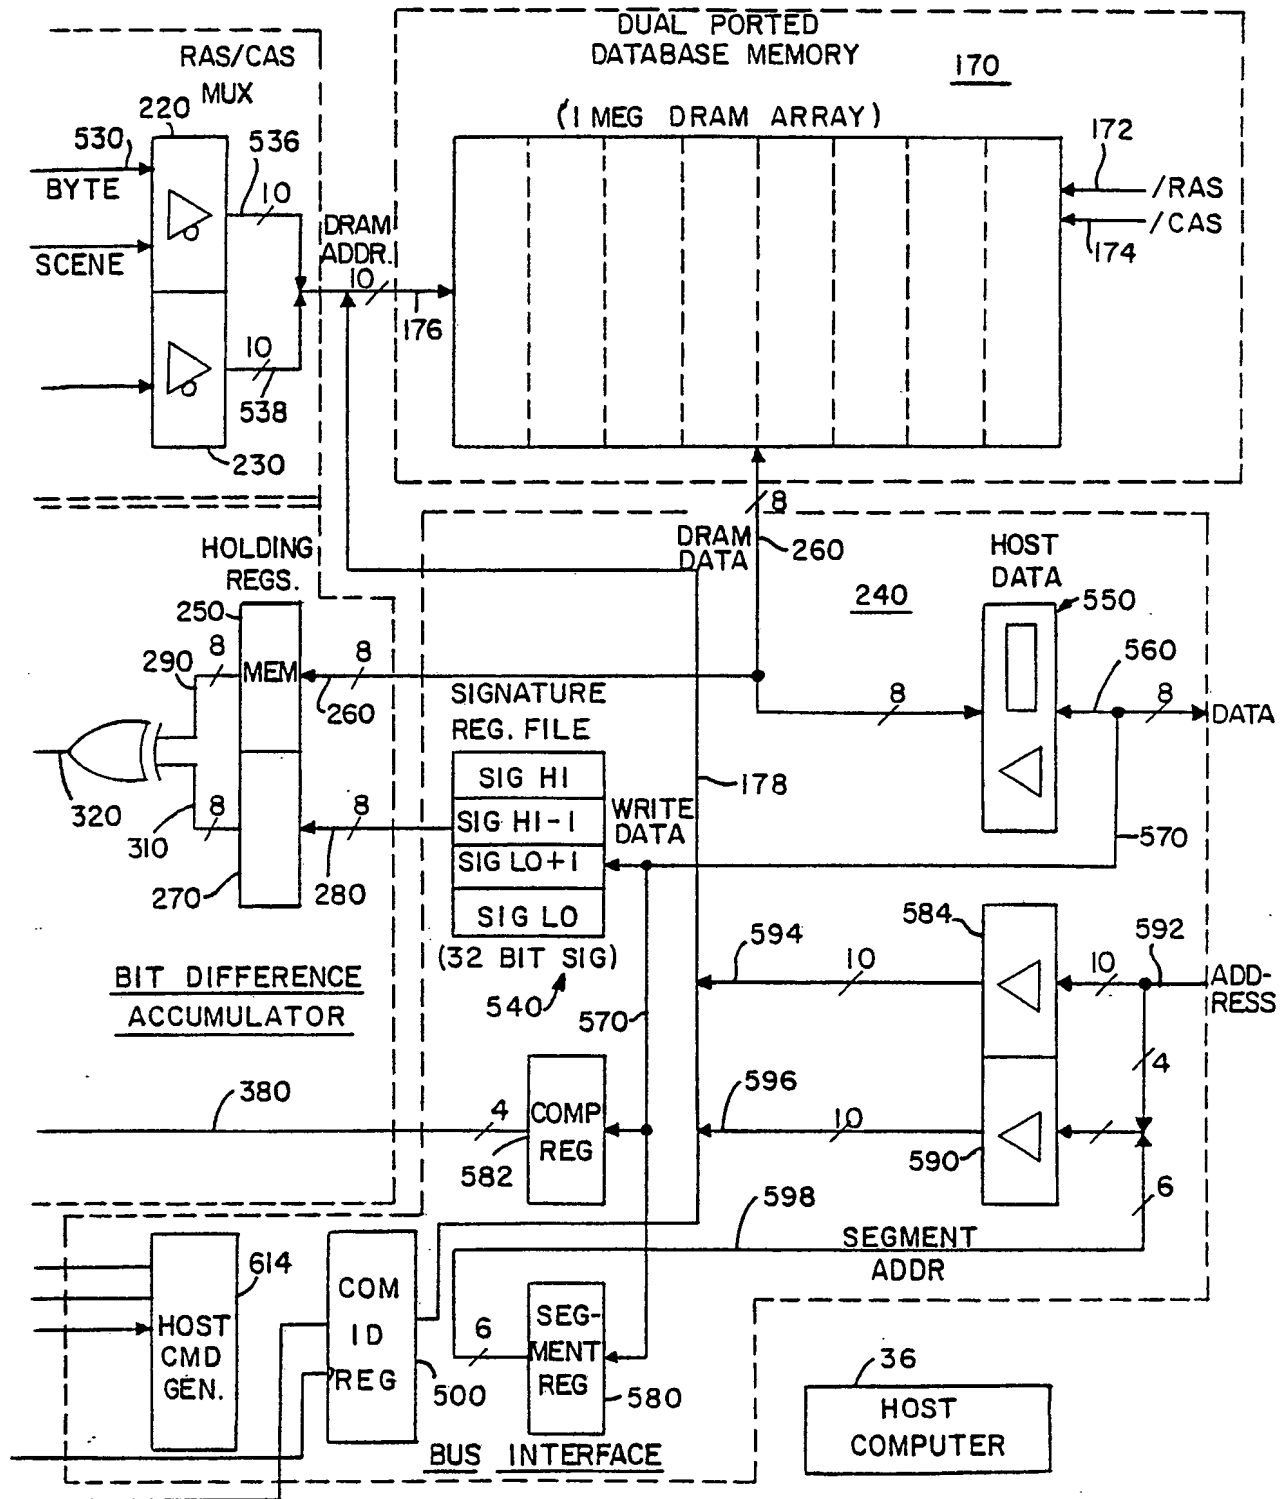 DUAL PORTED
DATABASE MEMORY
170
(1 MEG DRAM ARRAY)
RAS/CAS
MUX
220
530
536
BYTE
10
SCENE
DRAM
ADDR.
10
176
10
538
230
172
/RAS
/CAS
174
8
DRAM
DATA
260
HOST
DATA
240
550
560
8
8
DATA
HOLDING
REGS.
250
8
290
MEM
8
260
SIGNATURE
REG. FILE
SIG HI
SIG HI-1
SIG LO+1
SIG LO
(32 BIT SIG)
540
WRITE
DATA
178
570
320
310
8
8
270
280
584
592
594
10
10
ADD-
RESS
570
BIT DIFFERENCE
ACCUMULATOR
4
380
4
COMP
REG
582
596
10
590
6
598
SEGMENT
ADDR
614
HOST
CMD
GEN.
COM
ID
REG
500
6
SEG-
MENT
REG
580
BUS INTERFACE
36
HOST
COMPUTER